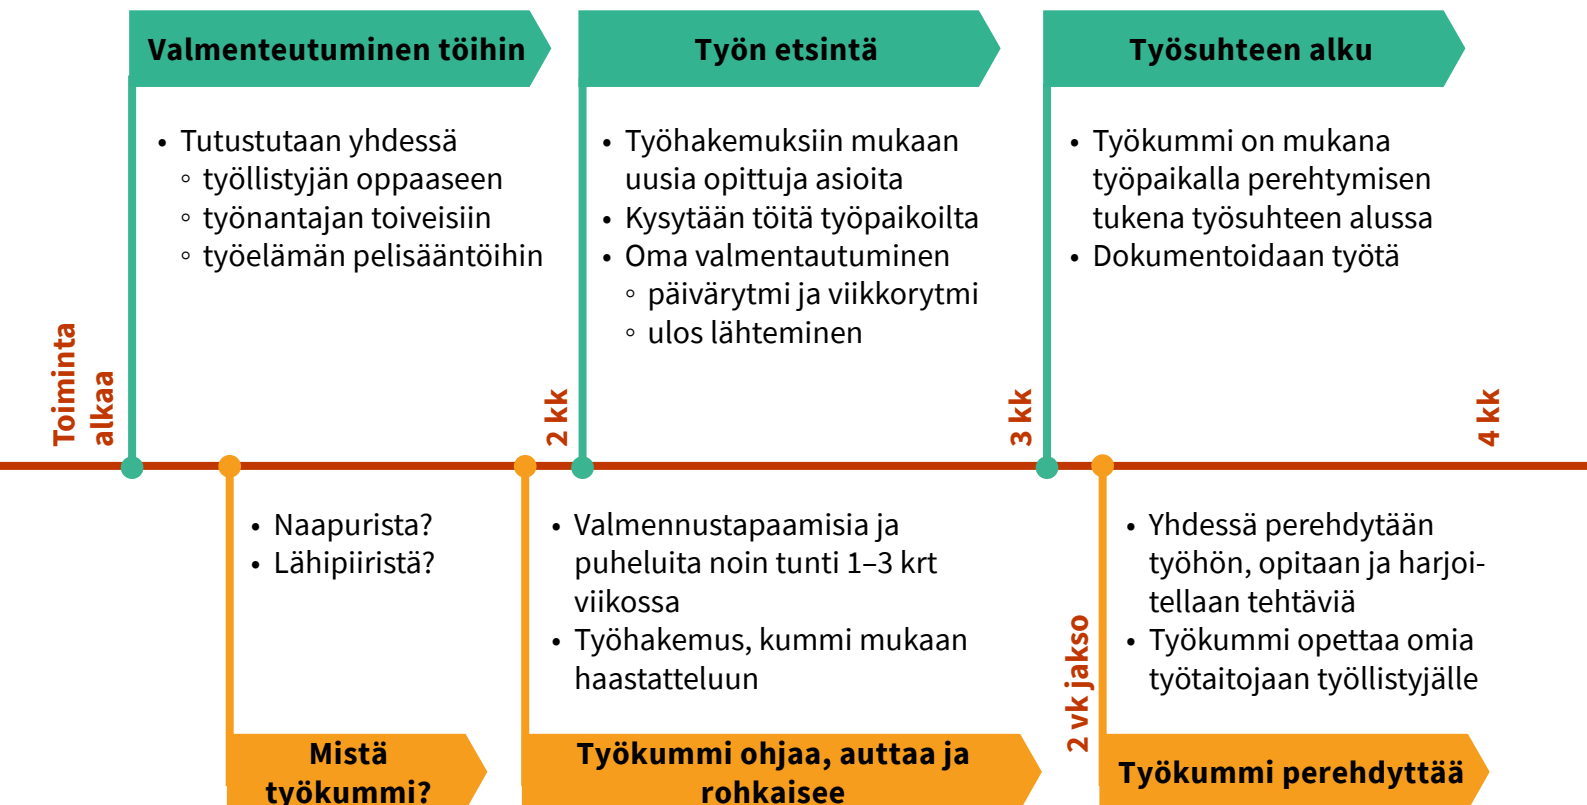 Valmenteutuminen töihin
• Tutustutaan yhdessä
◦ työllistyjän oppaaseen
◦ työnantajan toiveisiin
◦ työelämän pelisääntöihin
Työn etsintä
• Työhakemuksiin mukaan
uusia opittuja asioita
• Kysytään töitä työpaikoilta
• Oma valmentautuminen
◦ päivärytmi ja viikkorytmi
◦ ulos lähteminen
Työsuhteen alku
• Työkummi on mukana
työpaikalla perehtymisen
tukena työsuhteen alussa
• Dokumentoidaan työtä
Toiminta
alkaa
2 kk
3 kk
4 kk
• Naapurista?
• Lähipiiristä?
Mistä
työkummi?
• Valmennustapaamisia ja
puheluita noin tunti 1–3 krt
viikossa
• Työhakemus, kummi mukaan
haastatteluun
Työkummi ohjaa, auttaa ja
rohkaisee
2 vk jakso
• Yhdessä perehdytään
työhön, opitaan ja harjoi-
tellaan tehtäviä
• Työkummi opettaa omia
työtaitojaan työllistyjälle
Työkummi perehdyttää